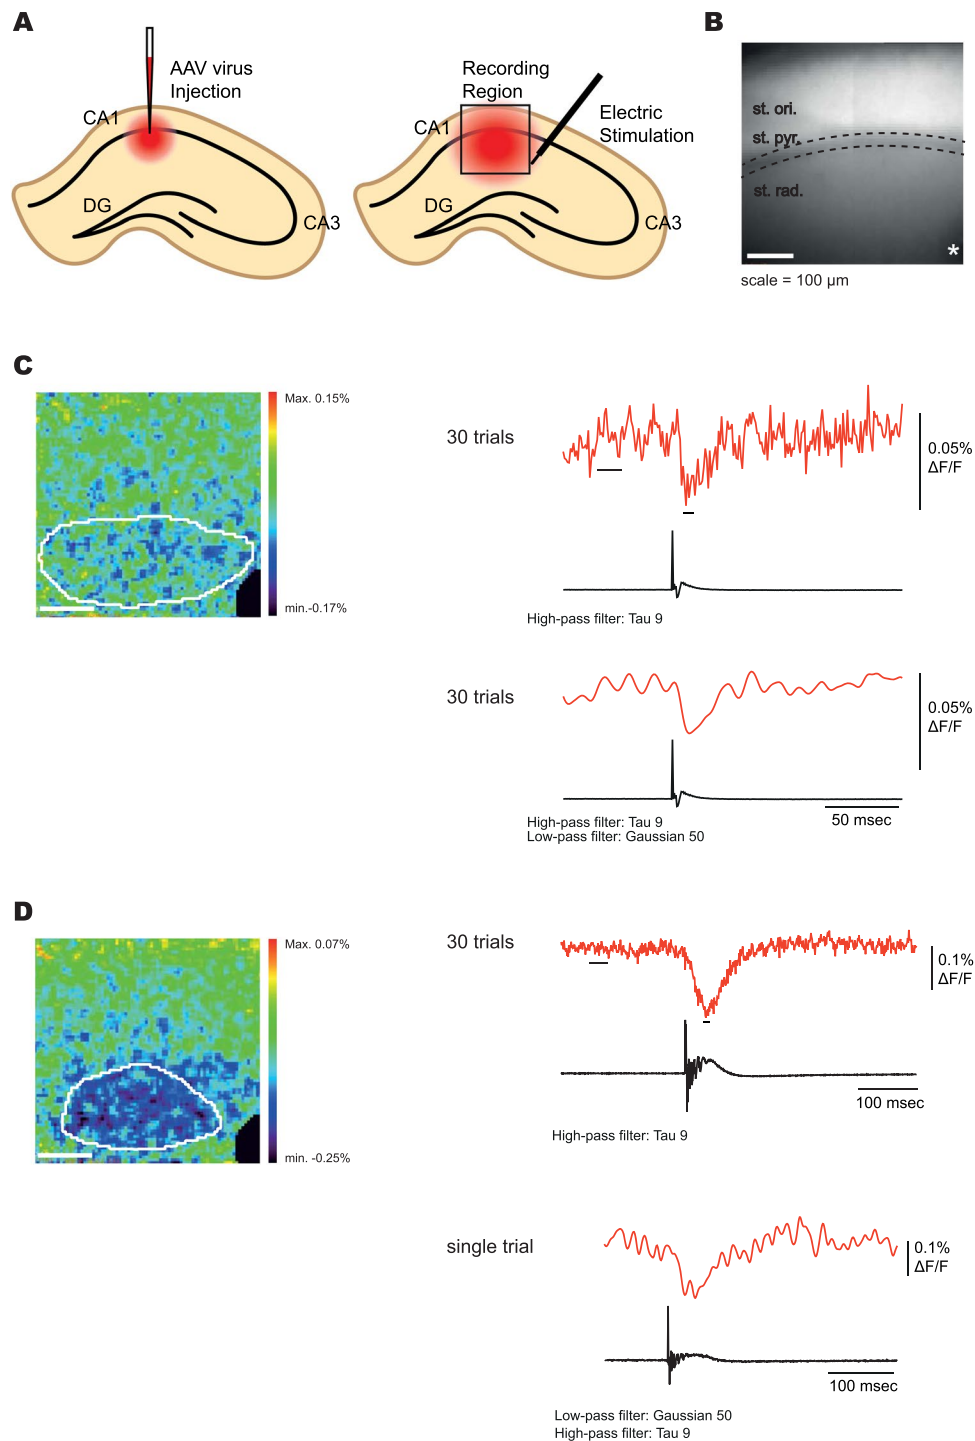 A
AAV virus
Injection
CA1
DG
CA3
Recording
Region
CA1
Electric
Stimulation
DG
CA3
B
st. ori.
st. pyr.
st. rad.
*
scale = 100 µm
C
Max. 0.15%
min.-0.17%
30 trials
0.05%
ΔF/F
High-pass filter: Tau 9
30 trials
0.05%
ΔF/F
50 msec
High-pass filter: Tau 9
Low-pass filter: Gaussian 50
D
Max. 0.07%
min. -0.25%
30 trials
0.1%
ΔF/F
100 msec
High-pass filter: Tau 9
single trial
0.1%
ΔF/F
100 msec
Low-pass filter: Gaussian 50
High-pass filter: Tau 9